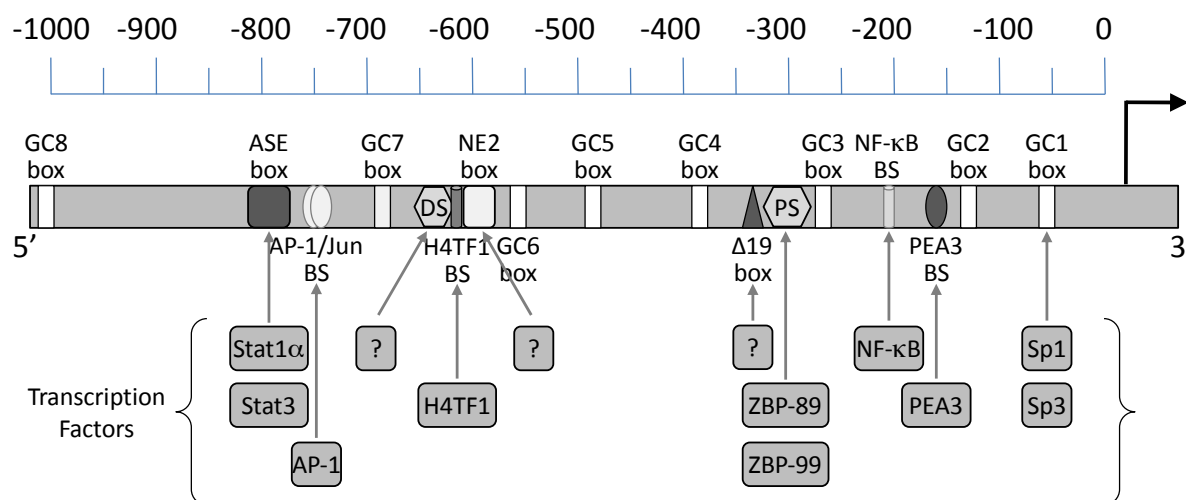 -1000 -900 -800 -700 -600 -500 -400 -300 -200 -100 0
GC8 box
ASE box
GC7 box
NE2 box
GC5 box
GC4 box
GC3 box
NF-κB BS
GC2 box
GC1 box
DS
PS
5’
3
AP-1/Jun BS
H4TF1 BS
GC6 box
Δ19 box
PEA3 BS
Stat1α
?
?
?
NF-κB
Sp1
Transcription Factors
Stat3
H4TF1
ZBP-89
PEA3
Sp3
AP-1
ZBP-99